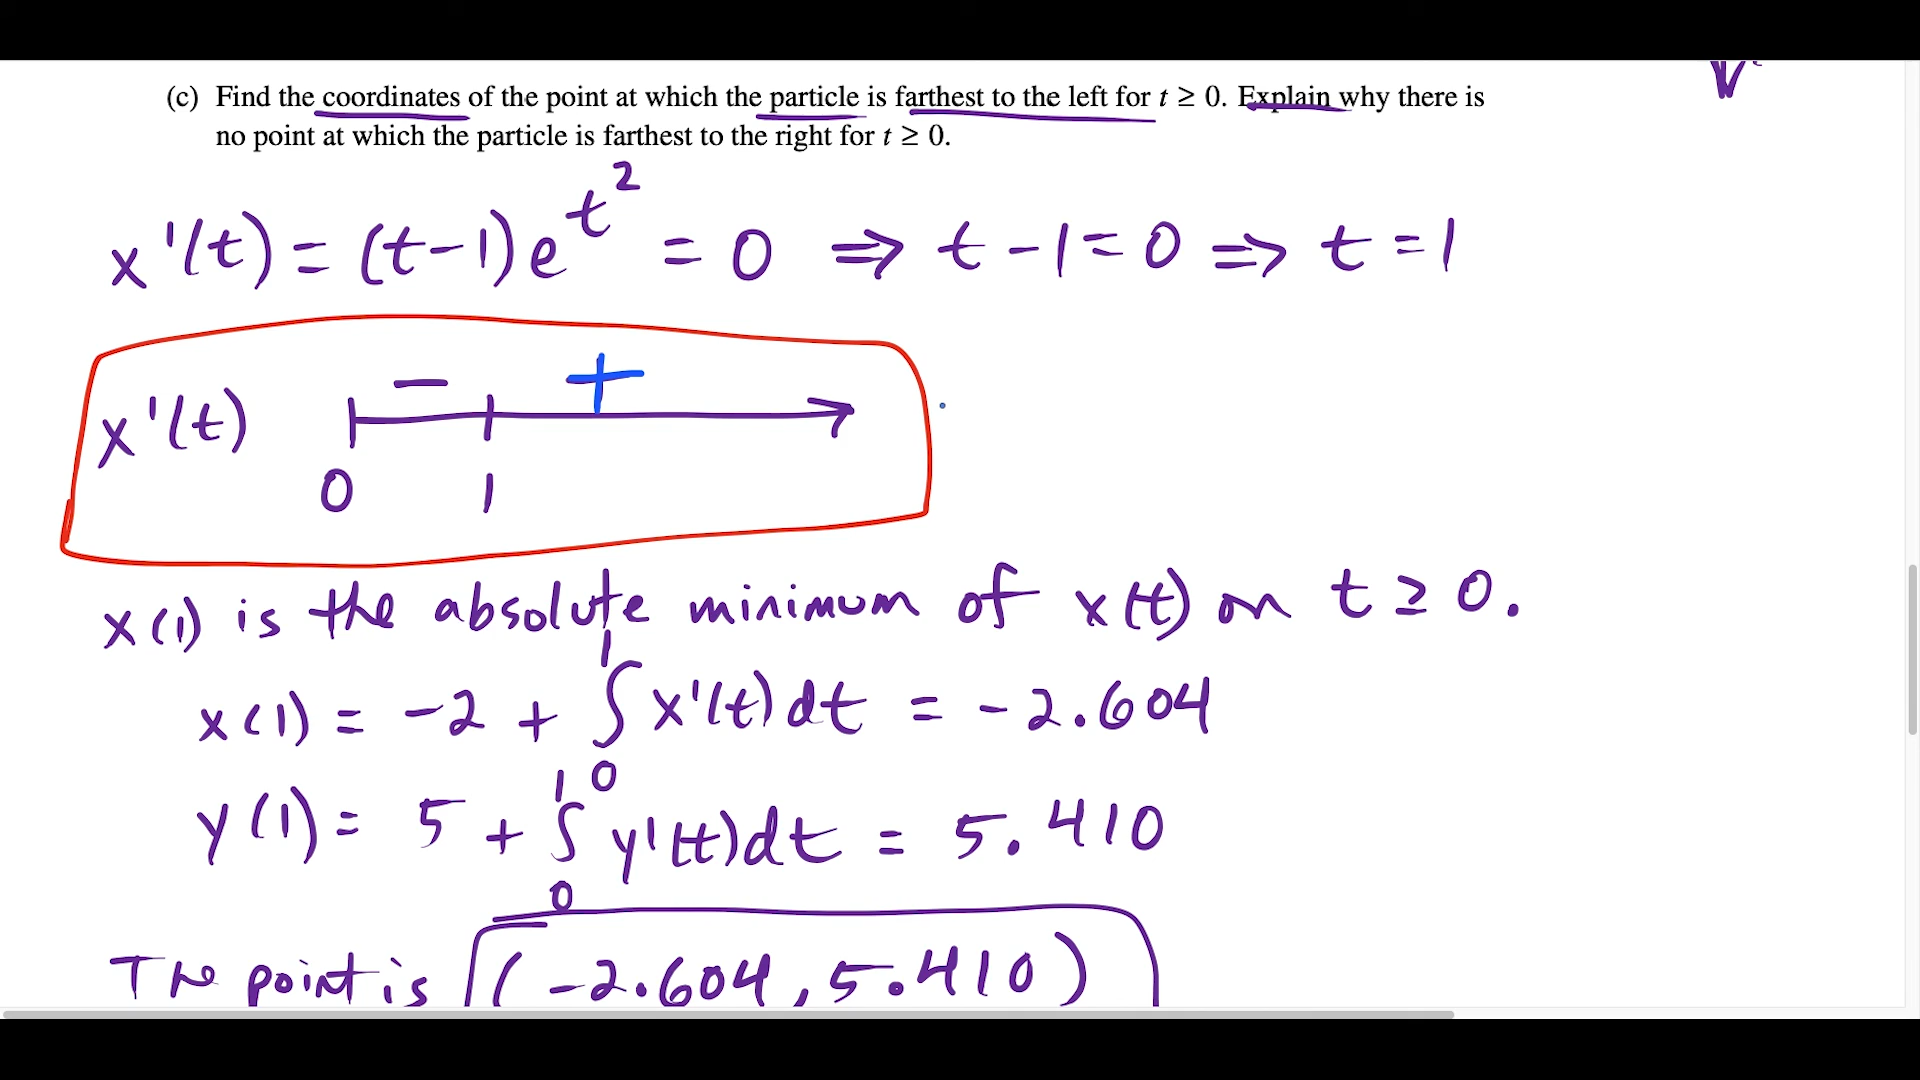 (c) Find the coordinates of the point at which the particle is farthest to the left for t ≥ 0. Explain why there is
no point at which the particle is farthest to the right for t ≥ 0.
x'(t) = (t-1)e^{t^2} = 0 ⇒ t-1=0 ⇒ t=1
− +
x'(t)
0 1
x(1) is the absolute minimum of x(t) on t ≥ 0.
x(1) = -2 + ∫_0^1 x'(t)dt = -2.604
y(1) = 5 + ∫_0^1 y'(t)dt = 5.410
The point is (-2.604, 5.410)